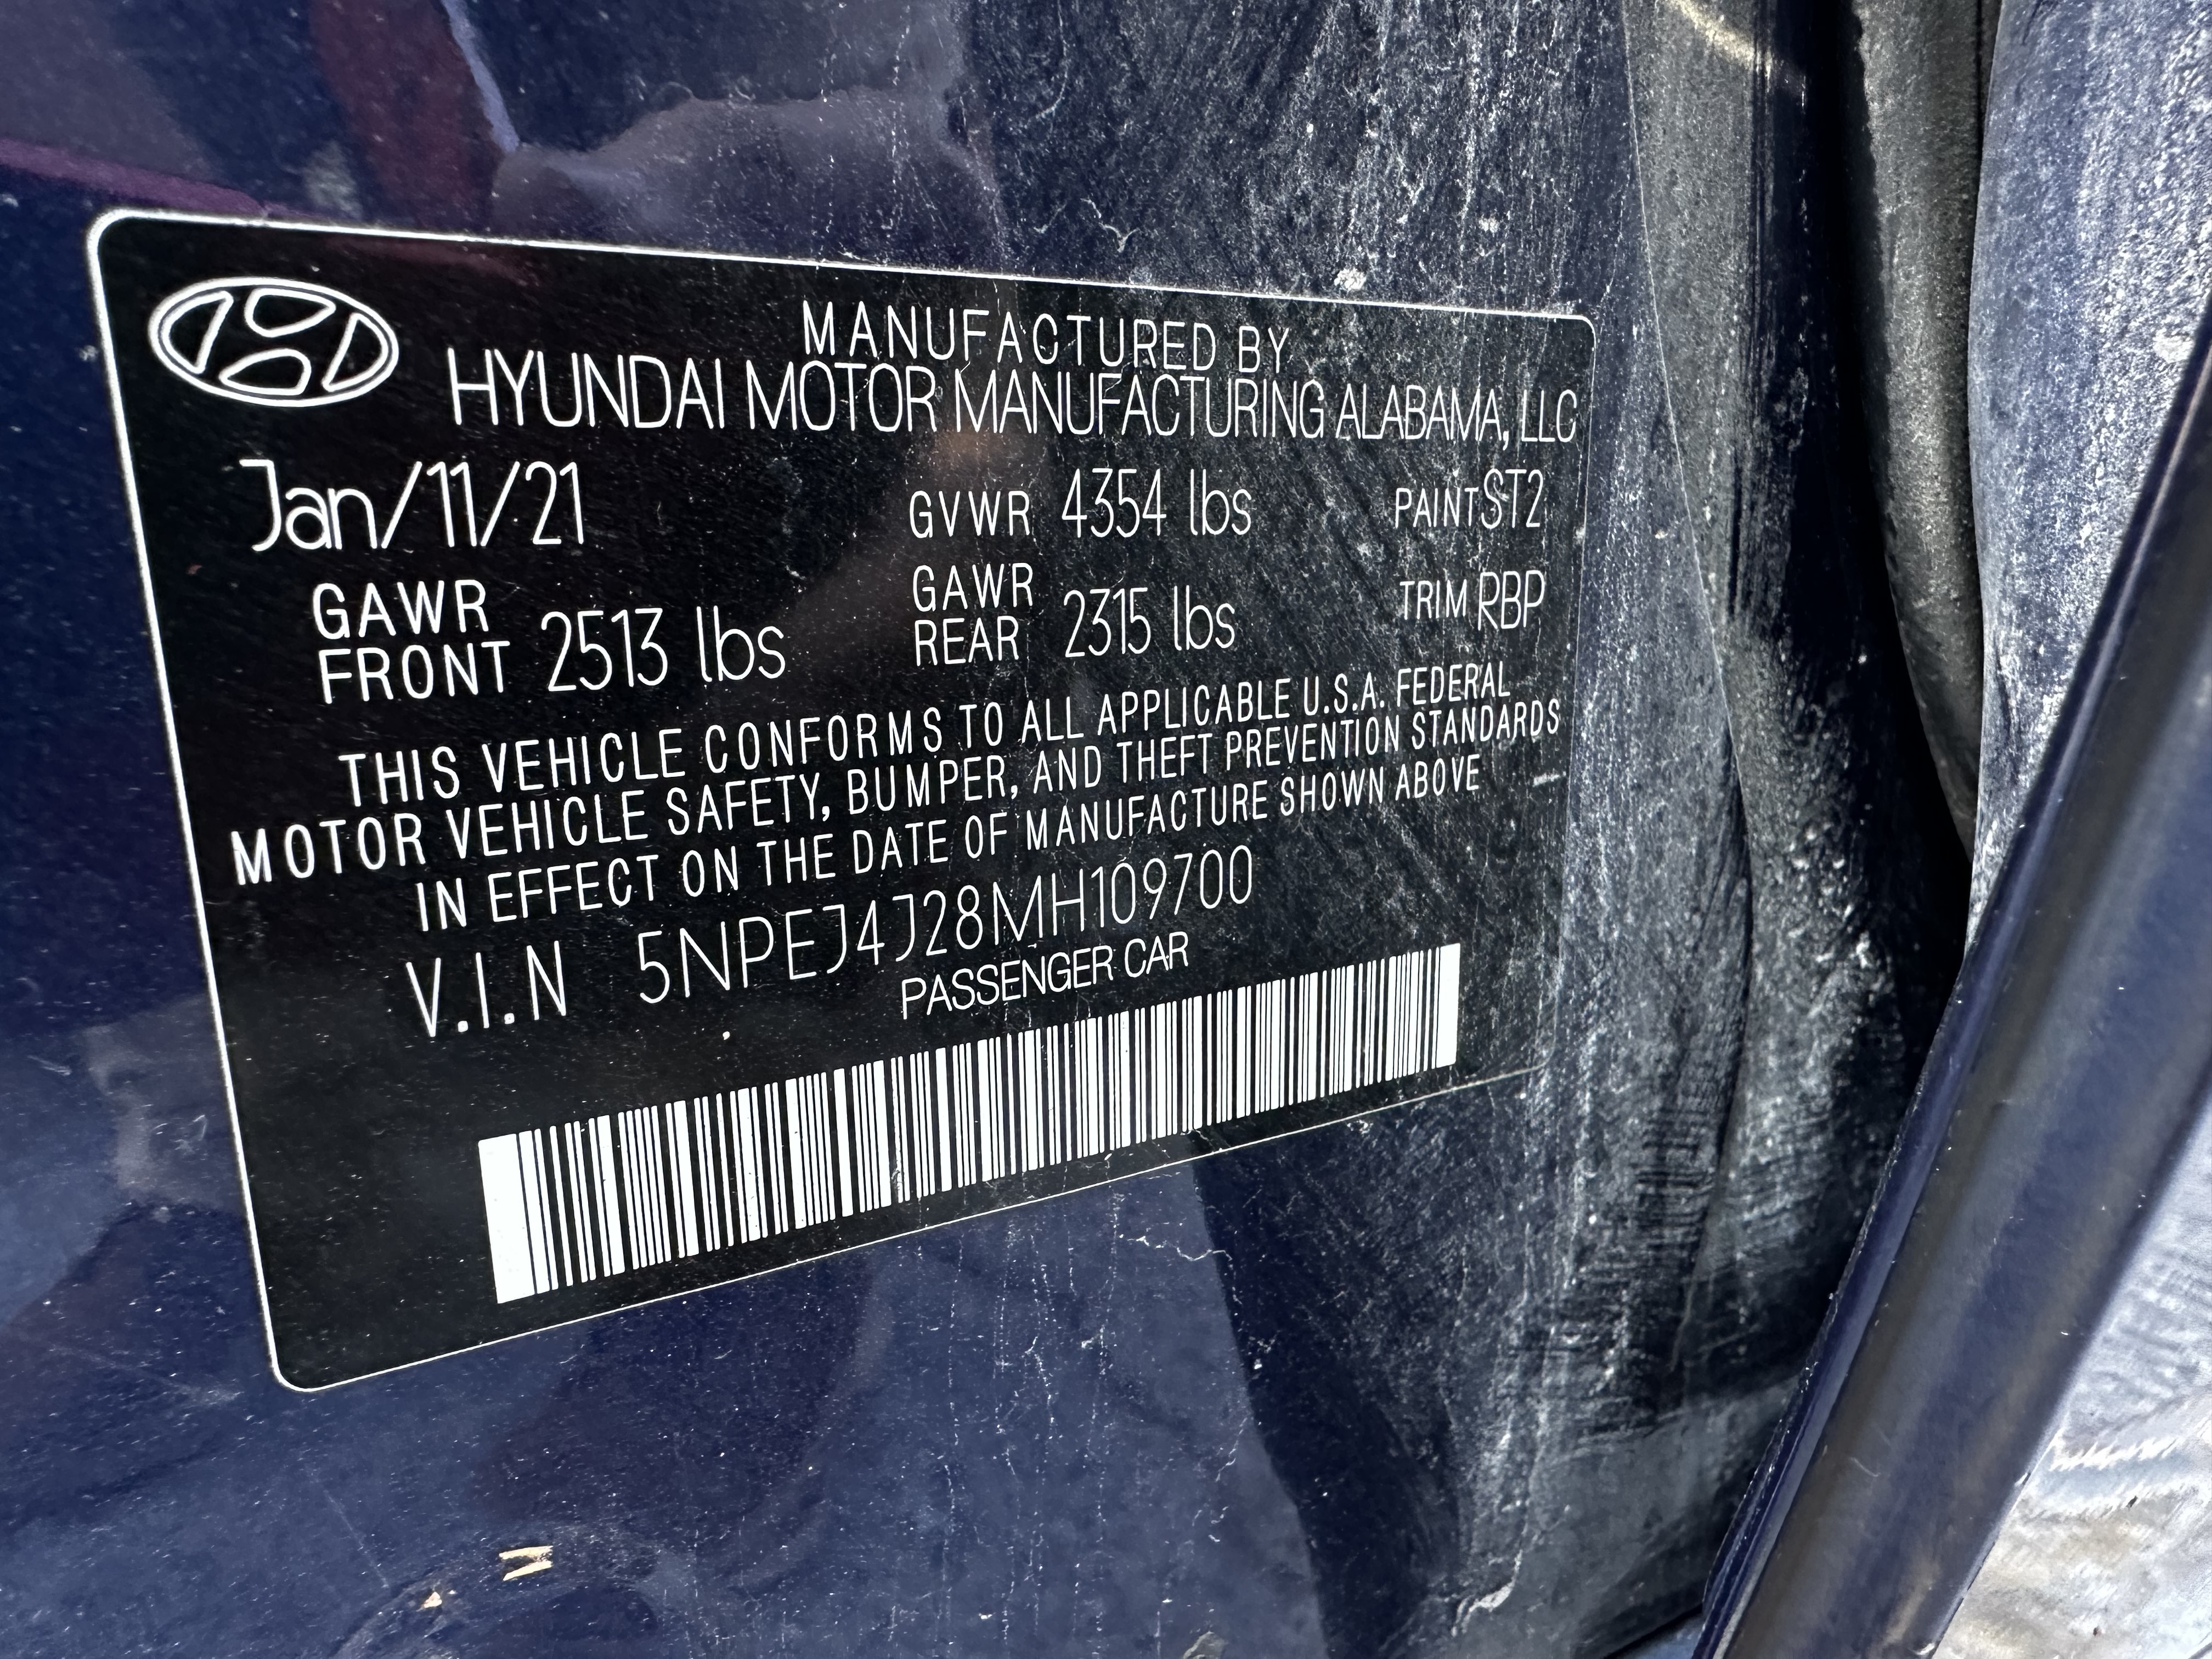 MANUFACTURED BY
HYUNDAI MOTOR MANUFACTURING ALABAMA, LLC
Jan/11/21 GVWR 4354 lbs PAINT ST2
GAWR FRONT 2513 lbs GAWR REAR 2315 lbs TRIM RBP
THIS VEHICLE CONFORMS TO ALL APPLICABLE U.S.A. FEDERAL
MOTOR VEHICLE SAFETY, BUMPER, AND THEFT PREVENTION STANDARDS
IN EFFECT ON THE DATE OF MANUFACTURE SHOWN ABOVE
V.I.N 5NPEJ4J28MH109700
PASSENGER CAR